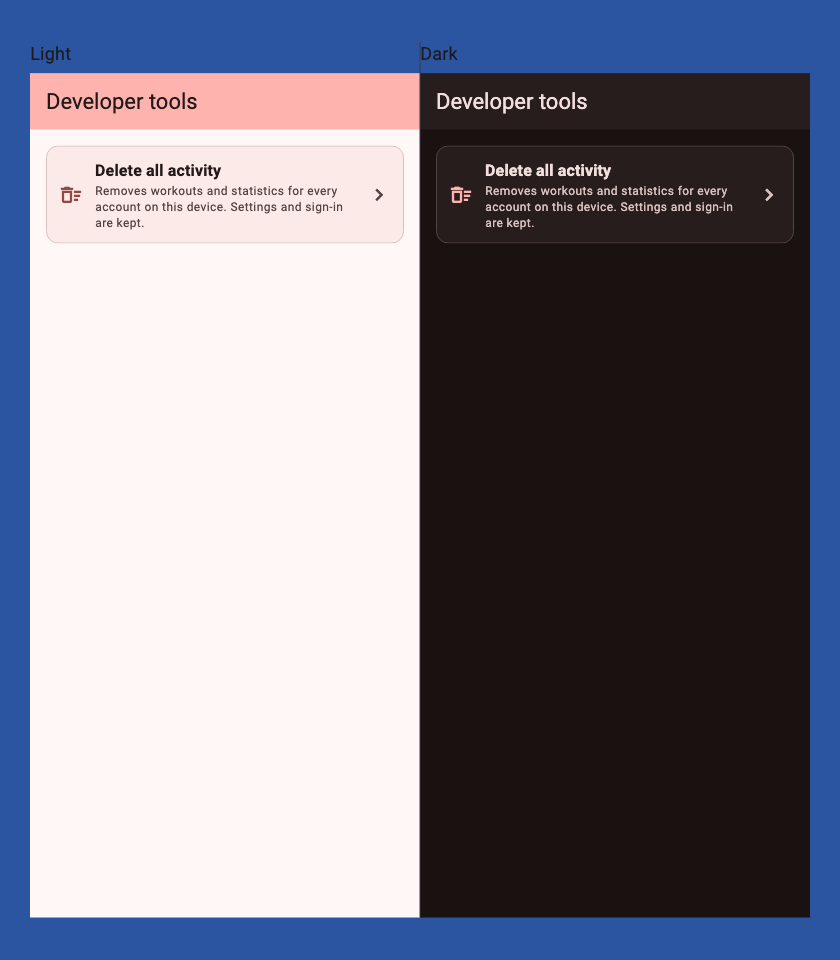 Light
Developer tools
Delete all activity
Removes workouts and statistics for every
account on this device. Settings and sign-in
are kept.
Dark
Developer tools
Delete all activity
Removes workouts and statistics for every
account on this device. Settings and sign-in
are kept.